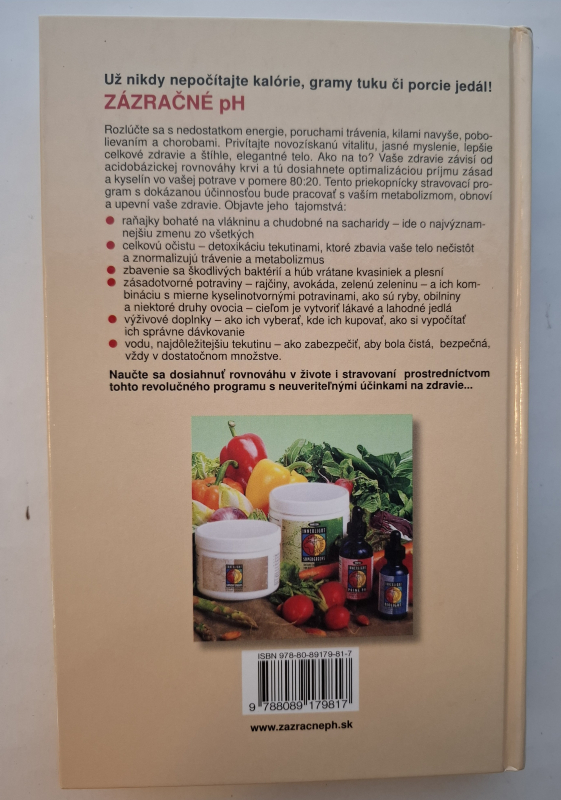 Už nikdy nepočítajte kalórie, gramy tuku či porcie jedál!
ZÁZRAČNÉ pH
Rozlúčte sa s nedostatkom energie, poruchami trávenia, kilami navyše, pobo-
lievaním a chorobami. Privítajte novozískanú vitalitu, jasné myslenie, lepšie
celkové zdravie a štíhle, elegantné telo. Ako na to? Vaše zdravie závisí od
acidobázickej rovnováhy krvi a tú dosiahnete optimalizáciou príjmu zásad
a kyselín vo vašej potrave v pomere 80:20. Tento priekopnícky stravovací pro-
gram s dokázanou účinnosťou bude pracovať s vaším metabolizmom, obnoví
a upevní vaše zdravie. Objavte jeho tajomstvá:
● raňajky bohaté na vlákninu a chudobné na sacharidy – ide o najvýznam-
nejšiu zmenu zo všetkých
● celkovú očistu – detoxikáciu tekutinami, ktoré zbavia vaše telo nečistôt
a znormalizujú trávenie a metabolizmus
● zbavenie sa škodlivých baktérií a húb vrátane kvasiniek a plesní
● zásadotvorné potraviny – rajčiny, avokáda, zelenú zeleninu – a ich kom-
bináciu s mierne kyselinotvornými potravinami, ako sú ryby, obilniny
a niektoré druhy ovocia – cieľom je vytvoriť lákavé a lahodné jedlá
● výživové doplnky – ako ich vyberať, kde ich kupovať, ako si vypočítať
ich správne dávkovanie
● vodu, najdôležitejšiu tekutinu – ako zabezpečiť, aby bola čistá, bezpečná,
vždy v dostatočnom množstve.
Naučte sa dosiahnuť rovnováhu v živote i stravovaní prostredníctvom
tohto revolučného programu s neuveriteľnými účinkami na zdravie...
INNERLIGHT
SUPERGREENS
INNERLIGHT
PRIME PH
INNERLIGHT
ISBN 978-80-89179-81-7
9 788089 179817
www.zazracneph.sk